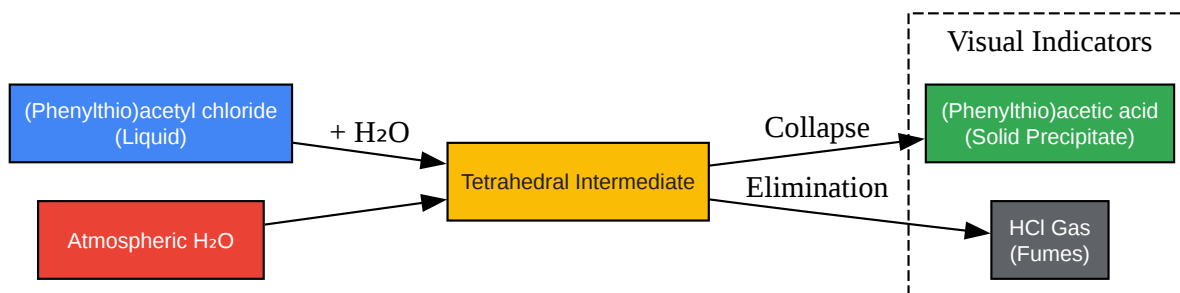 Visual Indicators
(Phenylthio)acetyl chloride
(Liquid)
+ H₂O
Atmospheric H₂O
Tetrahedral Intermediate
Collapse
Elimination
(Phenylthio)acetic acid
(Solid Precipitate)
HCl Gas
(Fumes)